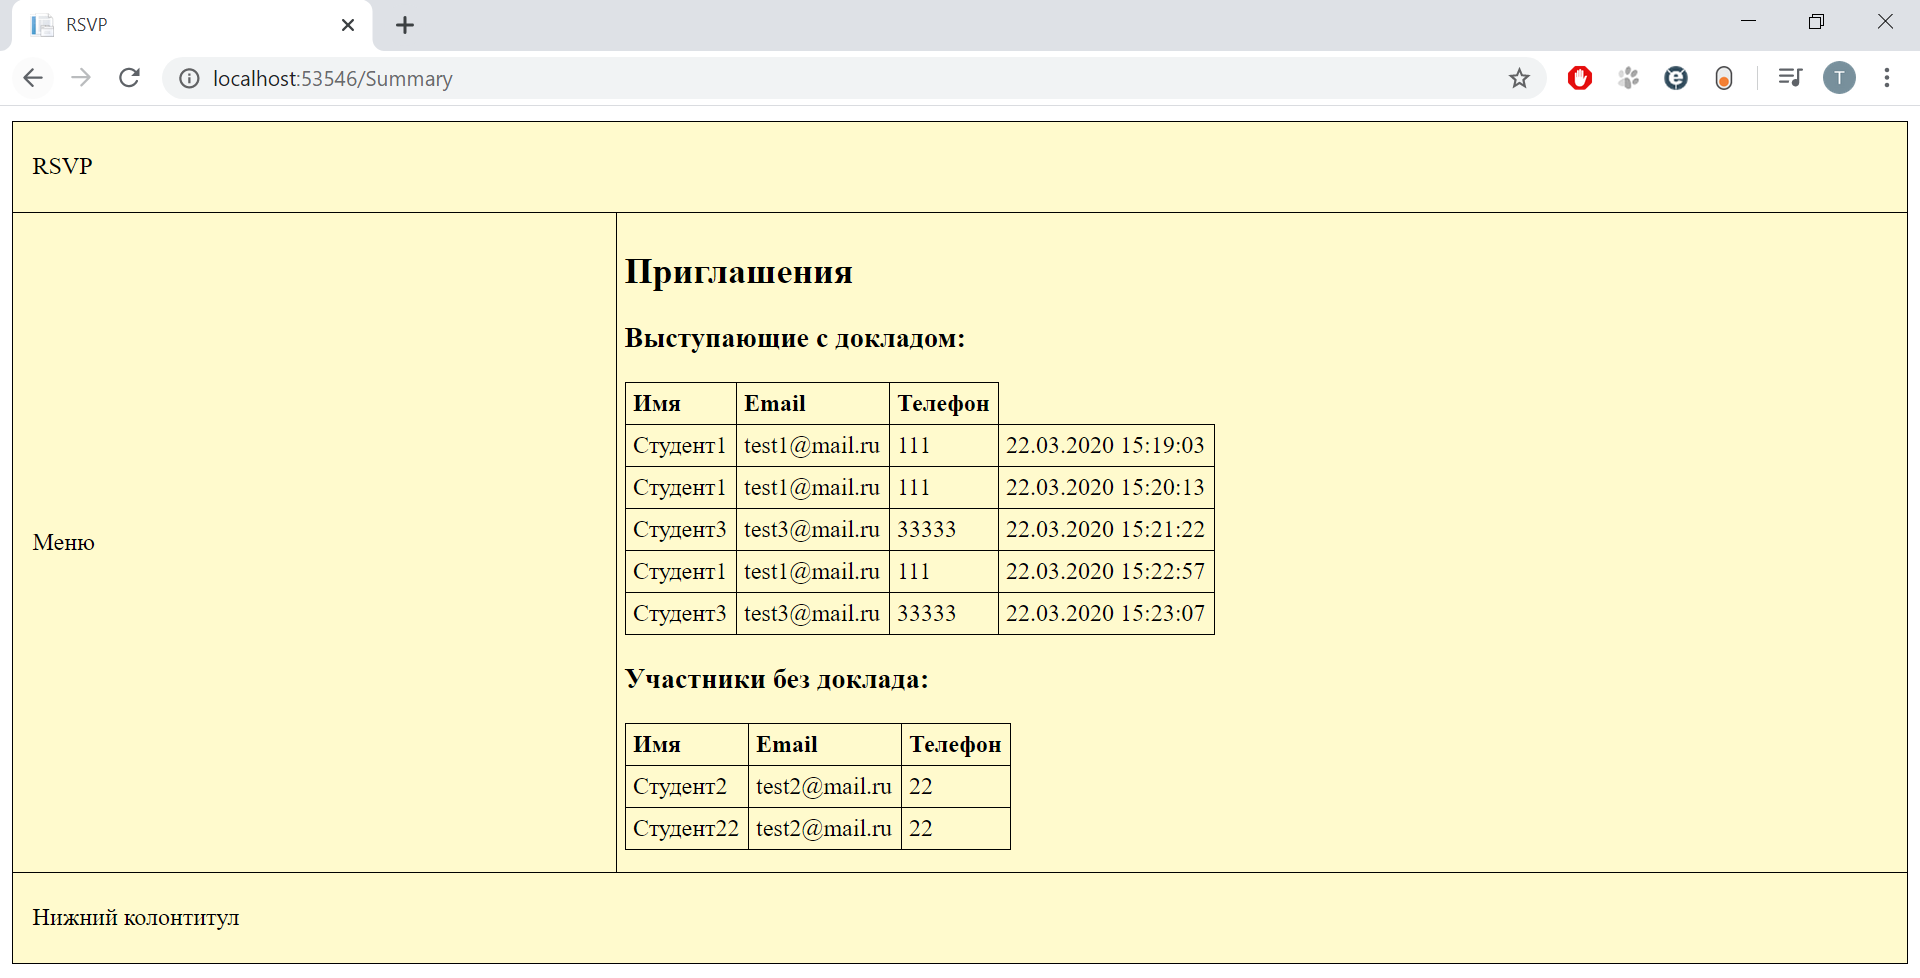 RSVP
localhost:53546/Summary
T
RSVP
Меню
Приглашения
Выступающие с докладом:
Имя Email Телефон
Студент1 test1@mail.ru 111 22.03.2020 15:19:03
Студент1 test1@mail.ru 111 22.03.2020 15:20:13
Студент3 test3@mail.ru 33333 22.03.2020 15:21:22
Студент1 test1@mail.ru 111 22.03.2020 15:22:57
Студент3 test3@mail.ru 33333 22.03.2020 15:23:07
Участники без доклада:
Имя Email Телефон
Студент2 test2@mail.ru 22
Студент22 test2@mail.ru 22
Нижний колонтитул